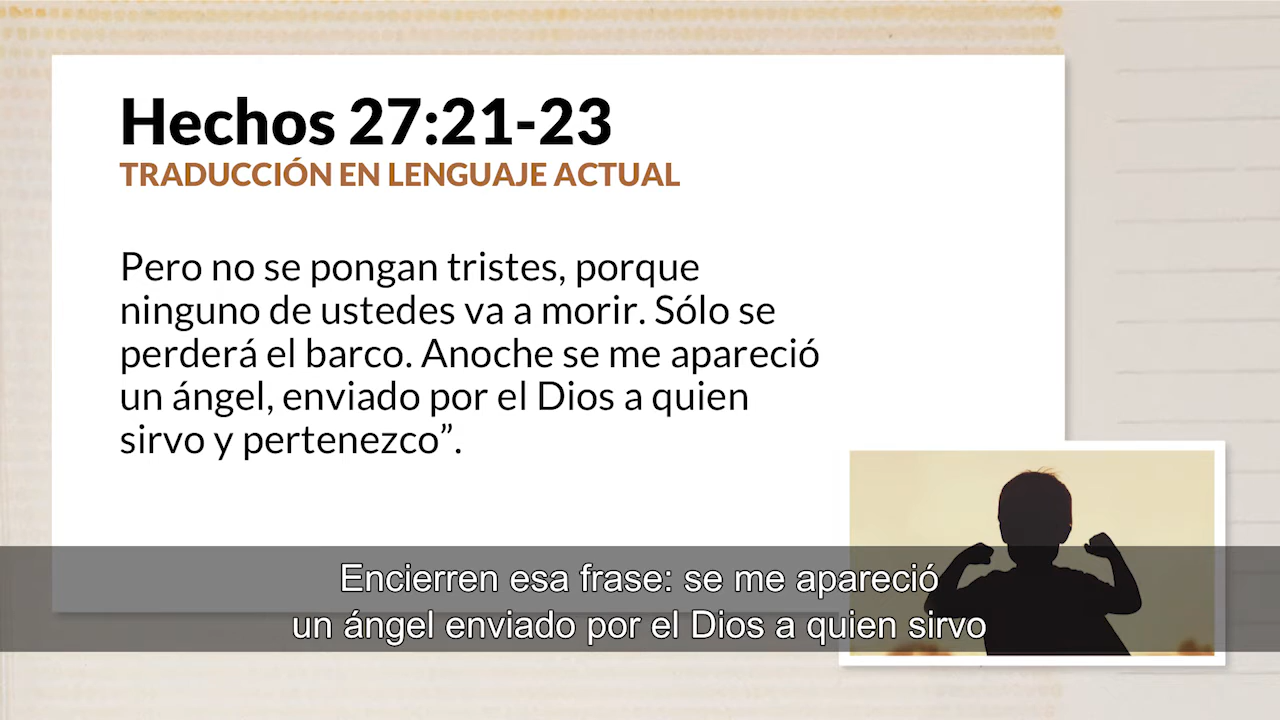 Hechos 27:21-23
TRADUCCIÓN EN LENGUAJE ACTUAL
Pero no se pongan tristes, porque
ninguno de ustedes va a morir. Sólo se
perderá el barco. Anoche se me apareció
un ángel, enviado por el Dios a quien
sirvo y pertenezco”.
Encierren esa frase: se me apareció
un ángel enviado por el Dios a quien sirvo